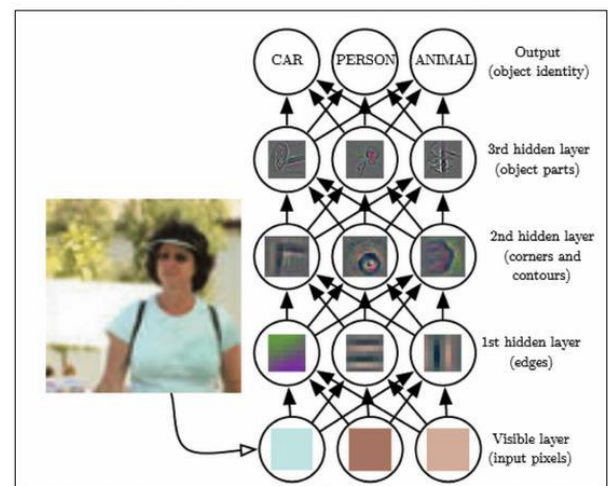 CAR PERSON ANIMAL
Output
(object identity)
3rd hidden layer
(object parts)
2nd hidden layer
(corners and
contours)
1st hidden layer
(edges)
Visible layer
(input pixels)